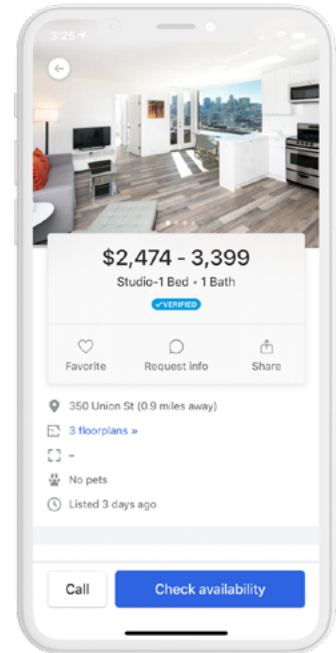 3:25
$2,474 - 3,399
Studio-1 Bed • 1 Bath
✓VERIFIED
Favorite Request info Share
350 Union St (0.9 miles away)
3 floorplans »
–
No pets
Listed 3 days ago
Call Check availability